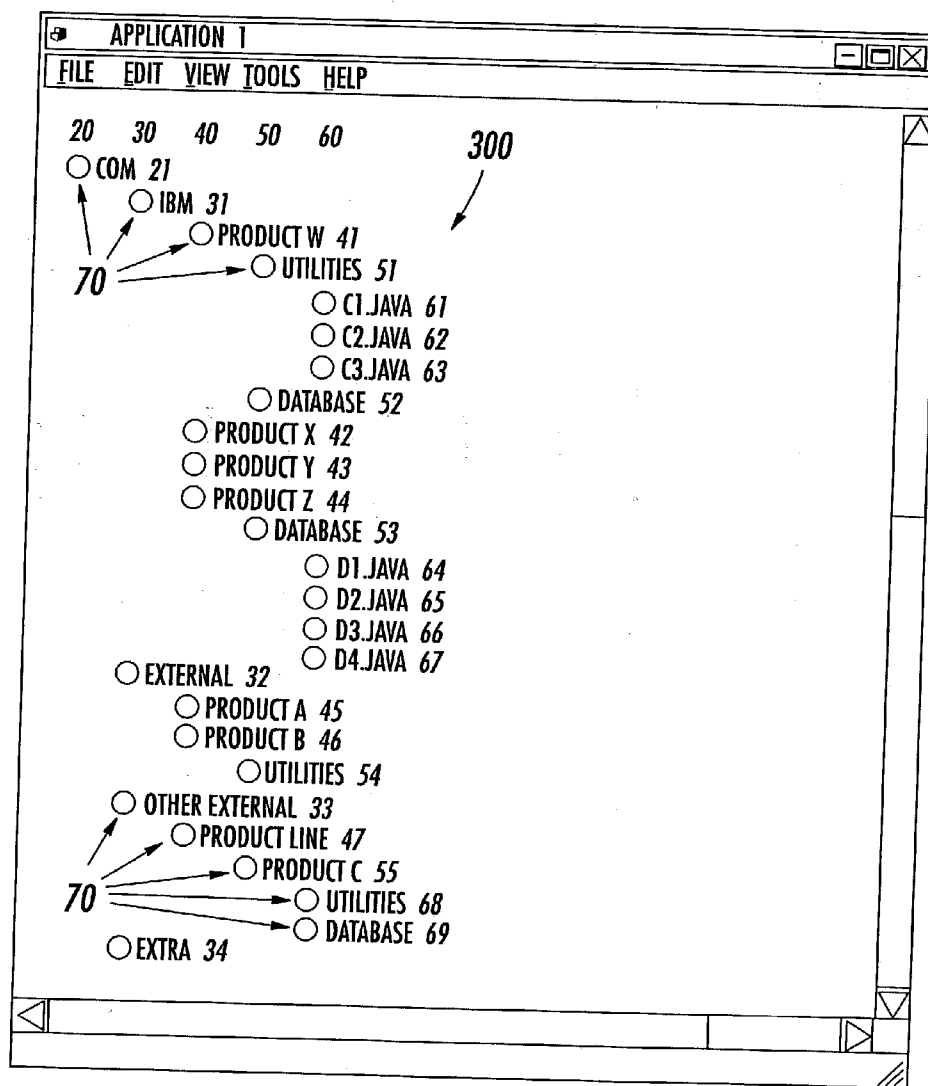 APPLICATION 1
FILE EDIT VIEW TOOLS HELP
20 30 40 50 60
300
COM 21
IBM 31
PRODUCT W 41
70
UTILITIES 51
C1.JAVA 61
C2.JAVA 62
C3.JAVA 63
DATABASE 52
PRODUCT X 42
PRODUCT Y 43
PRODUCT Z 44
DATABASE 53
D1.JAVA 64
D2.JAVA 65
D3.JAVA 66
D4.JAVA 67
EXTERNAL 32
PRODUCT A 45
PRODUCT B 46
UTILITIES 54
OTHER EXTERNAL 33
PRODUCT LINE 47
PRODUCT C 55
70
UTILITIES 68
DATABASE 69
EXTRA 34